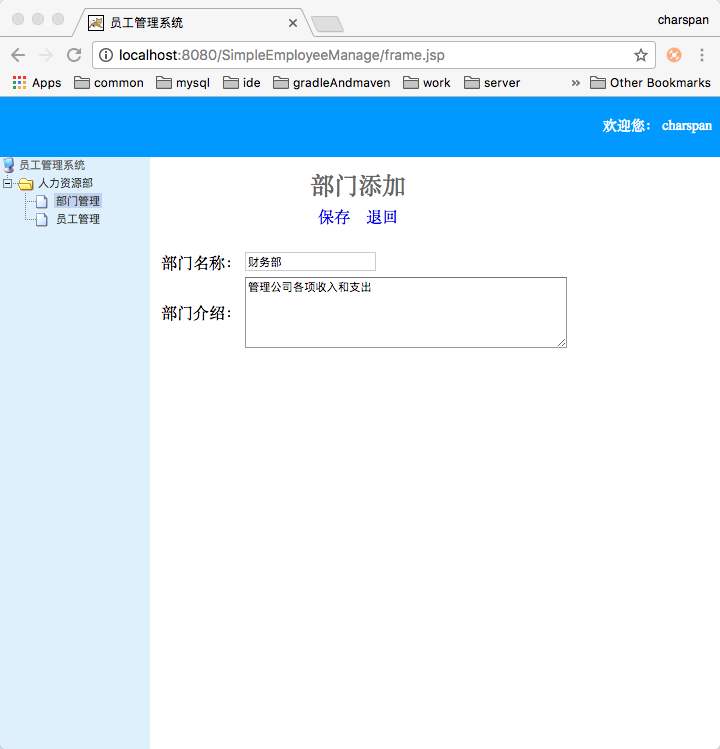 员工管理系统
charspan
localhost:8080/SimpleEmployeeManage/frame.jsp
Apps common mysql ide gradleAndmaven work server » Other Bookmarks
欢迎您： charspan
员工管理系统
人力资源部
部门管理
员工管理
部门添加
保存 退回
部门名称： 财务部
部门介绍： 管理公司各项收入和支出